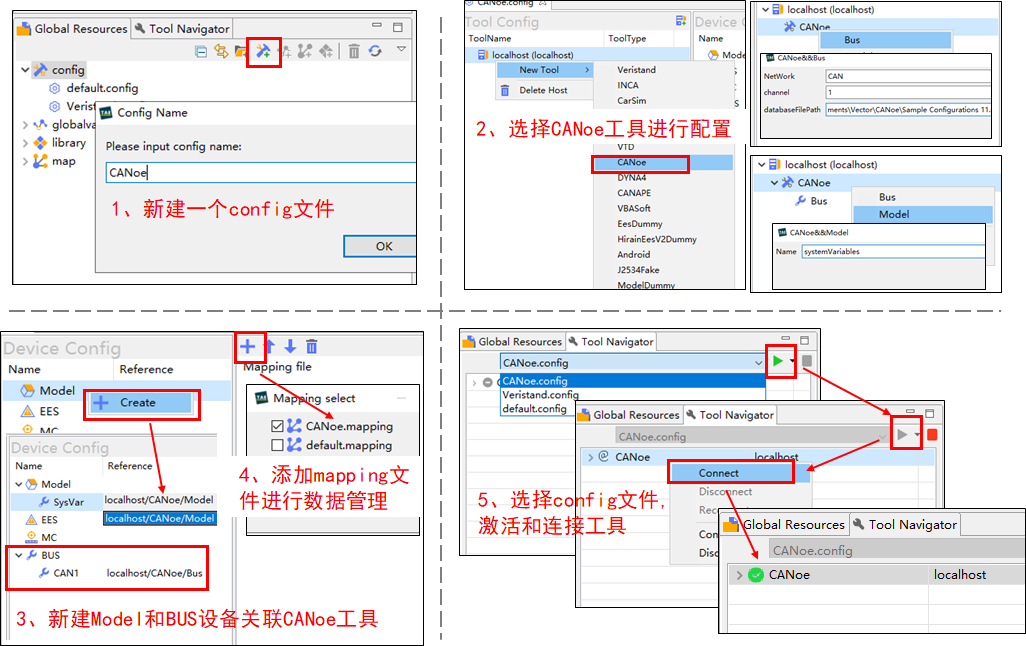 Global Resources
Tool Navigator
config
default.config
Verist
globalva
library
map
TAE
Config Name
Please input config name:
CANoe
OK
1、新建一个config文件
CANoe.config
Tool Config
Device C
ToolName
ToolType
Name
localhost (localhost)
Mode
New Tool
Delete Host
Veristand
INCA
CarSim
2、选择CANoe工具进行配置
VTD
CANoe
DYNA4
CANAPE
VBASoft
EesDummy
HirainEesV2Dummy
Android
J2534Fake
ModelDummy
localhost (localhost)
CANoe
Bus
CANoe&&Bus
NetWork
CAN
channel
1
databaseFilePath
ments\Vector\CANoe\Sample Configurations 11.
localhost (localhost)
CANoe
Bus
Bus
Model
CANoe&&Model
Name
systemVariables
Device Config
Name
Reference
Model
Create
EES
MC
Device Config
Name
Reference
Model
SysVar
localhost/CANoe/Model
EES
localhost/CANoe/Model
MC
BUS
CAN1
localhost/CANoe/Bus
3、新建Model和BUS设备关联CANoe工具
Mapping file
TAE
Mapping select
CANoe.mapping
default.mapping
4、添加mapping文
件进行数据管理
Global Resources
Tool Navigator
CANoe.config
CANoe.config
Veristand.config
default.config
Global Resources
Tool Navigator
CANoe.config
CANoe
localhost
Connect
Disconnect
Rec
Con
Disc
5、选择config文件,
激活和连接工具
Global Resources
Tool Navigator
CANoe.config
CANoe
localhost